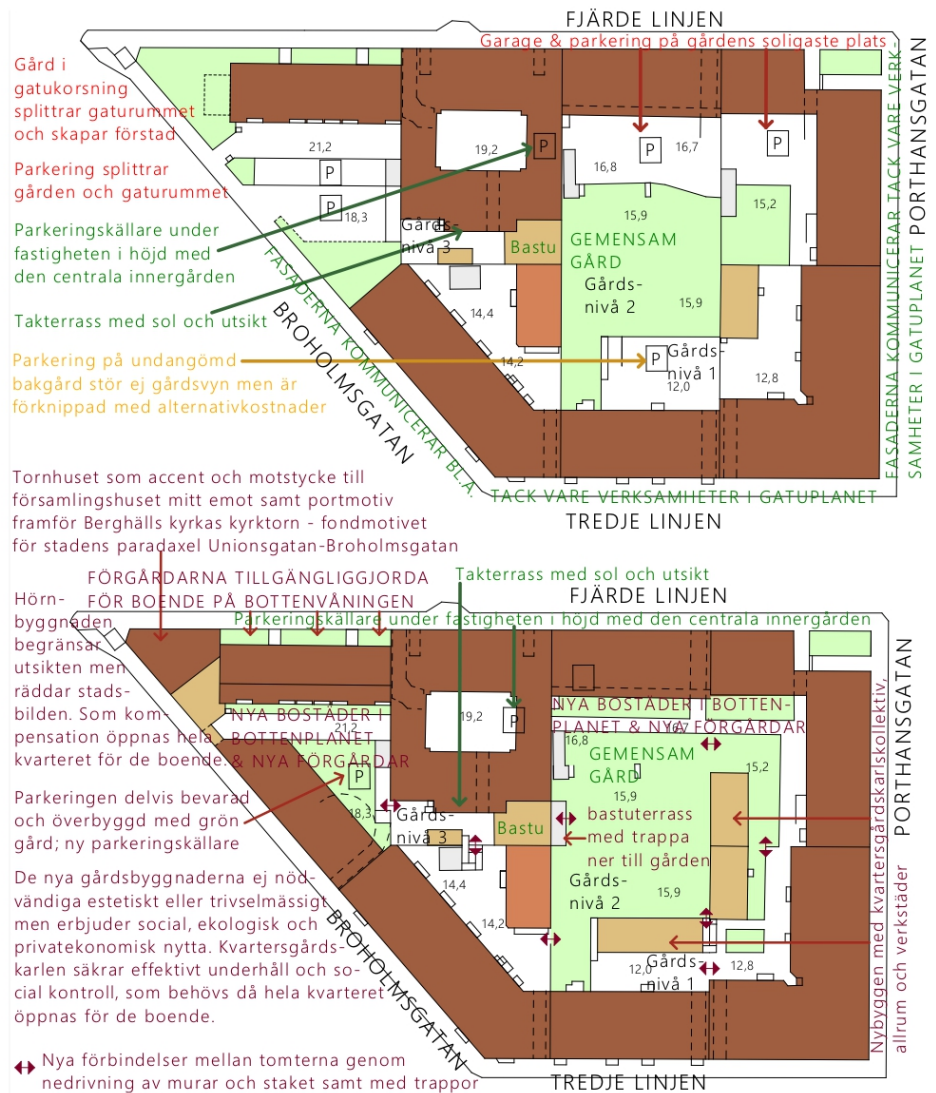 FJÄRDE LINJEN
Garage & parkering på gårdens soligaste plats
Gård i
gatukorsning
splittrar gaturummet
och skapar förstad
Parkering splittrar
gården och gaturummet
Parkeringskällare under
fastigheten i höjd med
den centrala innergården
Takterrass med sol och utsikt
Parkering på undangömd
bakgård stör ej gårdsvyn men är
förknippad med alternativkostnader
21,2
P
P
18,3
19,2
P
16,8
P
16,7
P
15,9
15,2
Gårds-
nivå 3
Bastu
GEMENSAM
GÅRD
Gårds-
nivå 2
15,9
14,4
14,2
P
Gårds-
nivå 1
12,0
12,8
FASADERNA KOMMUNICERAR BL.A.
TACK VARE VERKSAMHETER I GATUPLANET
BROHOLMSGATAN
TREDJE LINJEN
PORTHANSGATAN
FASADERNA KOMMUNICERAR TACK VARE VERK-
SAMHETER I GATUPLANET
Tornhuset som accent och motstycke till
församlingshuset mitt emot samt portmotiv
framför Berghälls kyrkas kyrktorn - fondmotivet
för stadens paradaxel Unionsgatan-Broholmsgatan
FÖRGÅRDARNA TILLGÄNGLIGGJORDA
FÖR BOENDE PÅ BOTTENVÅNINGEN
Takterrass med sol och utsikt
FJÄRDE LINJEN
Parkeringskällare under fastigheten i höjd med den centrala innergården
Hörn-
byggnaden
begränsar
utsikten men
räddar stads-
bilden. Som kom-
pensation öppnas hela
kvarteret för de boende.
NYA BOSTÄDER I
21,2
BOTTENPLANET
& NYA FÖRGÅRDAR
P
18,3
19,2
P
NYA BOSTÄDER I BOTTEN-
PLANET & NYA FÖRGÅRDAR
16,7
16,8
GEMENSAM
GÅRD
15,9
15,2
Parkeringen delvis bevarad
och överbyggd med grön
gård; ny parkeringskällare
Gårds-
nivå 3
Bastu
bastuterrass
med trappa
ner till gården
14,4
14,2
Gårds-
nivå 2
15,9
Gårds-
nivå 1
12,0
12,8
De nya gårdsbyggnaderna ej nöd-
vändiga estetiskt eller trivselmässigt
men erbjuder social, ekologisk och
privatekonomisk nytta. Kvartersgårds-
karlen säkrar effektivt underhåll och so-
cial kontroll, som behövs då hela kvarteret
öppnas för de boende.
Nya förbindelser mellan tomterna genom
nedrivning av murar och staket samt med trappor
BROHOLMSGATAN
TREDJE LINJEN
PORTHANSGATAN
Nybyggen med kvartersgårdskarlskollektiv,
allrum och verkstäder